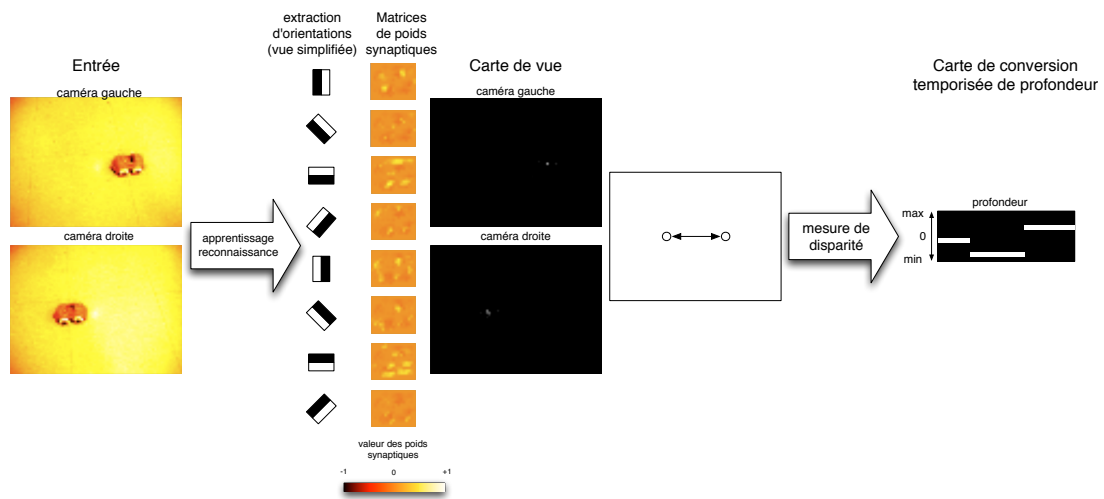 Entrée
caméra gauche
caméra droite
apprentissage
reconnaissance
extraction
d'orientations
(vue simplifiée)
Matrices
de poids
synaptiques
valeur des poids
synaptiques
-1 0 +1
Carte de vue
caméra gauche
caméra droite
mesure de
disparité
Carte de conversion
temporisée de profondeur
profondeur
max
0
min